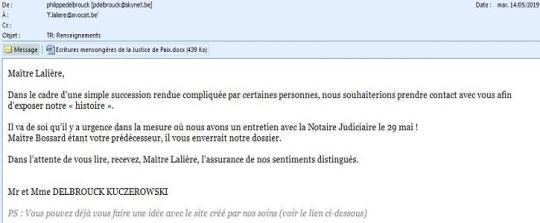 De : philippedelbrouck [pdelbrouck@skynet.be] Date : mar. 14/05/2019
À : 'F.laliere@avocat.be'
Cc :
Objet : TR: Renseignements
Message Ecritures mensongères de la Justice de Paix.docx (439 Ko)
Maître Lalière,
Dans le cadre d'une simple succession rendue compliquée par certaines personnes, nous souhaiterions prendre contact avec vous afin
d'exposer notre « histoire ».
Il va de soi qu'il y a urgence dans la mesure où nous avons un entretien avec la Notaire Judiciaire le 29 mai !
Maître Bossard étant votre prédécesseur, il vous enverrait notre dossier.
Dans l'attente de vous lire, recevez, Maître Lalière, l'assurance de nos sentiments distingués.
Mr et Mme DELBROUCK KUCZEROWSKI
PS : Vous pouvez déjà vous faire une idée avec le site créé par nos soins (voir le lien ci-dessous)